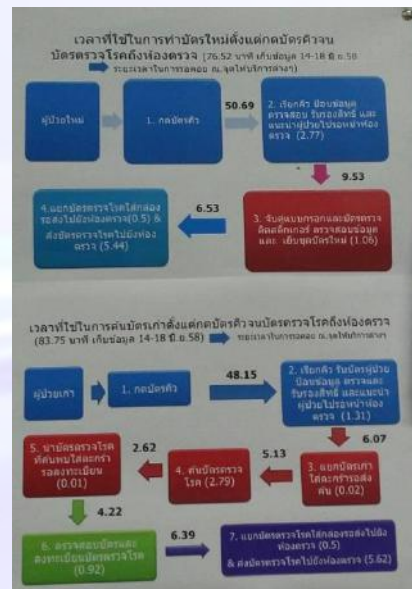 เวลาที่ใช้ในการทำบัตรใหม่ตั้งแต่กดบัตรคิวจน
บัตรตรวจโรคถึงห้องตรวจ [76.52 นาที เก็บข้อมูล 14-18 มิ.ย.58
ระยะเวลาในการรอคอย ณ.จุดให้บริการต่างๆ
ผู้ป่วยใหม่
1. กดบัตรคิว
50.69
2. เรียกคิว ป้อนข้อมูล
ตรวจสอบ รับรองสิทธิ์ และ
แนะนำผู้ป่วยไปรอหน้าห้อง
ตรวจ (2.77)
9.53
3. จับคู่แบบกรอกและบัตรตรวจ
ติดสติ๊กเกอร์ ตรวจสอบข้อมูล
และ เย็บชุดบัตรใหม่ (1.06)
6.53
4.แยกบัตรตรวจโรคใส่กล่อง
รอส่งไปยังห้องตรวจ(0.5) &
ส่งบัตรตรวจโรคไปยังห้อง
ตรวจ (5.44)
เวลาที่ใช้ในการค้นบัตรเก่าตั้งแต่กดบัตรคิวจนบัตรตรวจโรคถึงห้องตรวจ
(83.75 นาที เก็บข้อมูล 14-18 มิ.ย.58) ระยะเวลาในการรอคอย ณ.จุดให้บริการต่างๆ
ผู้ป่วยเก่า
1. กดบัตรคิว
48.15
2. เรียกคิว รับบัตรผู้ป่วย
ป้อนข้อมูล ตรวจและ
รับรองสิทธิ์ และแนะนำ
ผู้ป่วยไปรอหน้าห้อง
ตรวจ (1.31)
6.07
3. แยกบัตรเก่า
ใส่ตะกร้ารอส่ง
ค้น (0.02)
5.13
4. ค้นบัตรตรวจ
โรค (2.79)
2.62
5. นำบัตรตรวจโรค
ที่ค้นพบใส่ตะกร้า
รอลงทะเบียน
(0.01)
4.22
6. ตรวจสอบบัตรและ
ลงทะเบียนบัตรตรวจโรค
(0.92)
6.39
7. แยกบัตรตรวจโรคใส่กล่องรอส่งไปยัง
ห้องตรวจ (0.5)
& ส่งบัตรตรวจโรคไปยังห้องตรวจ (5.62)